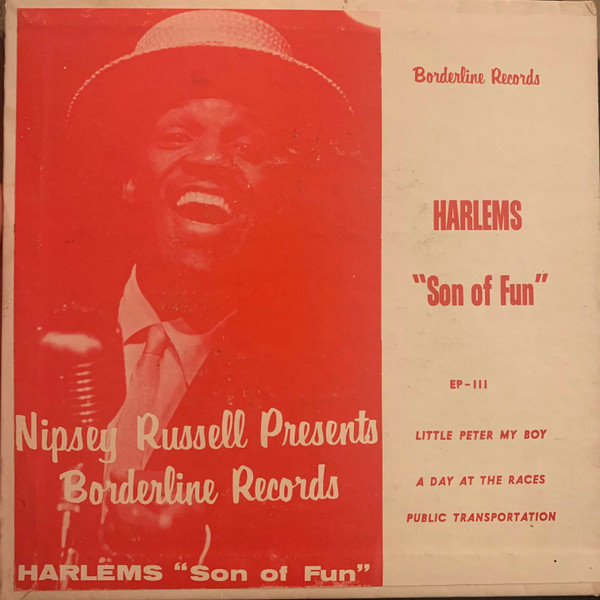 Borderline Records
HARLEMS
"Son of Fun"
EP-111
LITTLE PETER MY BOY
A DAY AT THE RACES
PUBLIC TRANSPORTATION
Nipsey Russell Presents
Borderline Records
HARLEMS "Son of Fun"